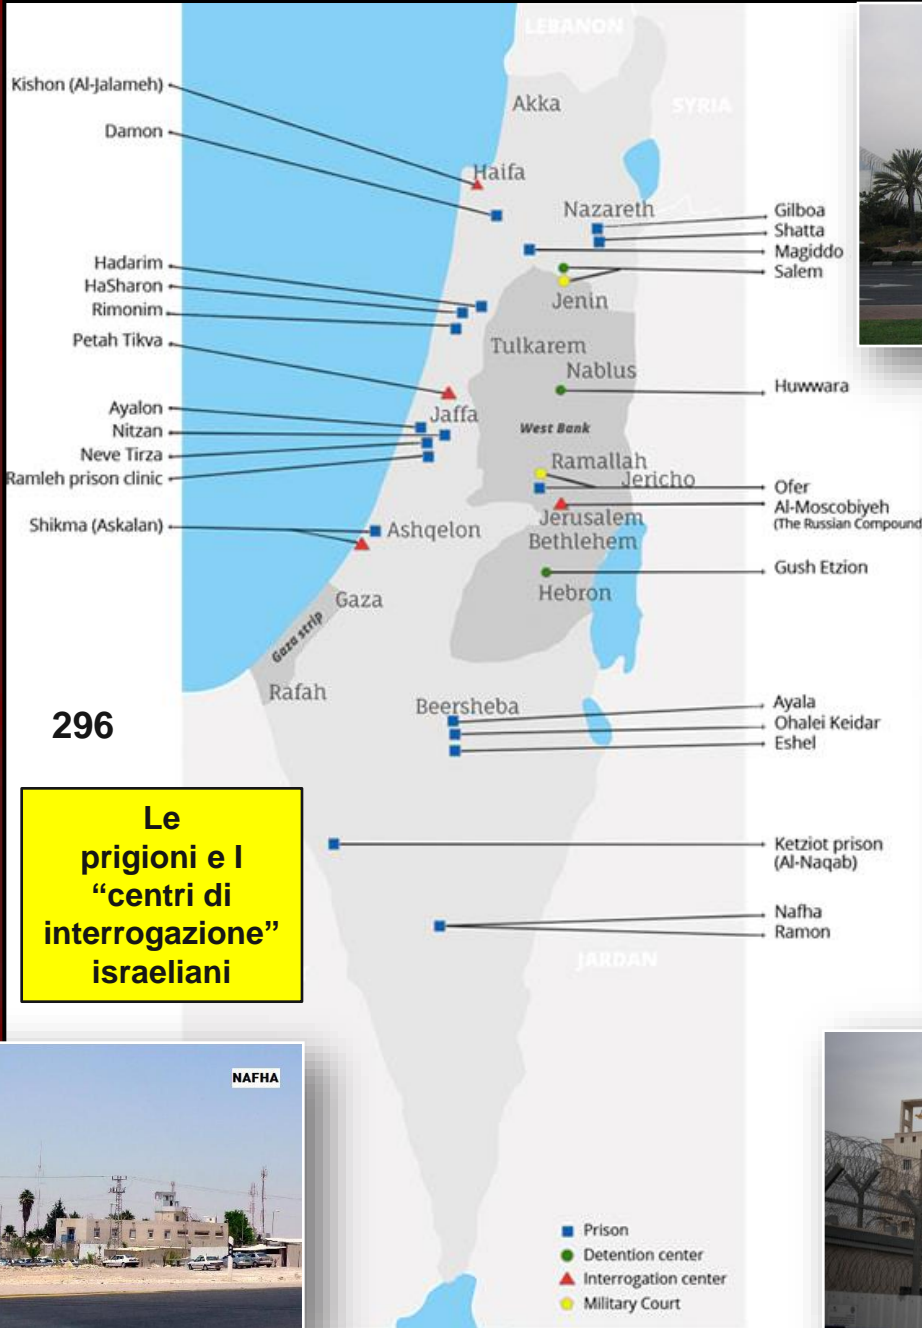 LEBANON
SYRIA
Kishon (Al-Jalameh)
Damon
Hadarim
HaSharon
Rimonim
Petah Tikva
Ayalon
Nitzan
Neve Tirza
Ramleh prison clinic
Shikma (Askalan)
Akka
Haifa
Nazareth
Jenin
Tulkarem
Nablus
Jaffa
West Bank
Ramallah
Jericho
Jerusalem
Bethlehem
Ashqelon
Hebron
Gaza
Gaza strip
Rafah
Beersheba
Gilboa
Shatta
Magiddo
Salem
Huwwara
Ofer
Al-Moscobiyeh
(The Russian Compound
Gush Etzion
Ayala
Ohalei Keidar
Eshel
Ketziot prison
(Al-Naqab)
Nafha
Ramon
JARDAN
296
Le
prigioni e I
“centri di
interrogazione”
israeliani
NAFHA
Prison
Detention center
Interrogation center
Military Court